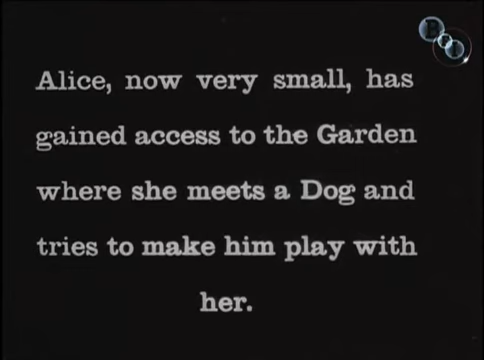 Alice, now very small, has
gained access to the Garden
where she meets a Dog and
tries to make him play with
her.